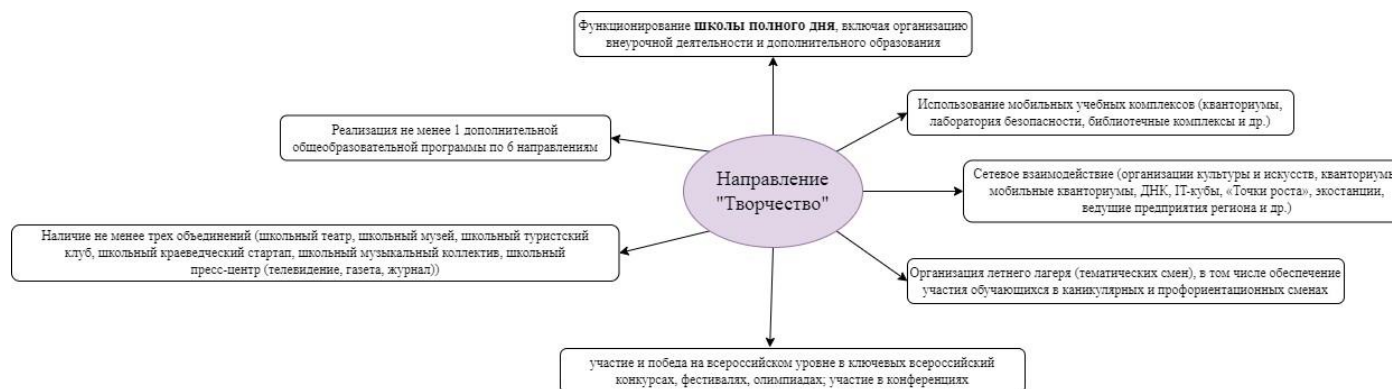 Функционирование школы полного дня, включая организацию
внеурочной деятельности и дополнительного образования
Использование мобильных учебных комплексов (кванториумы,
лаборатория безопасности, библиотечные комплексы и др.)
Реализация не менее 1 дополнительной
общеобразовательной программы по 6 направлениям
Направление
"Творчество"
Сетевое взаимодействие (организации культуры и искусств, кванториумы
мобильные кванториумы, ДНК, IT-кубы, «Точки роста», экостанции,
ведущие предприятия региона и др.)
Наличие не менее трех объединений (школьный театр, школьный музей, школьный туристский
клуб, школьный краеведческий стартап, школьный музыкальный коллектив, школьный
пресс-центр (телевидение, газета, журнал))
Организация летнего лагеря (тематических смен), в том числе обеспечение
участия обучающихся в каникулярных и профориентационных сменах
участие и победа на всероссийском уровне в ключевых всероссийский
конкурсах, фестивалях, олимпиадах; участие в конференциях